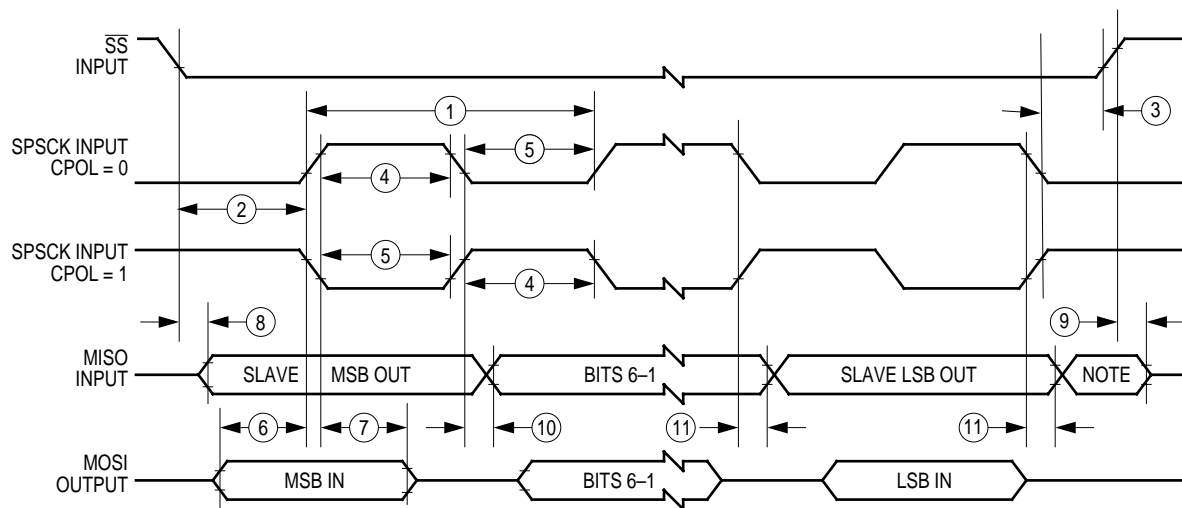 SS
INPUT
1
3
SPSCK INPUT
CPOL = 0
5
4
2
SPSCK INPUT
CPOL = 1
5
4
8
9
MISO
INPUT
SLAVE MSB OUT
BITS 6–1
SLAVE LSB OUT
NOTE
6
7
10
11
11
MOSI
OUTPUT
MSB IN
BITS 6–1
LSB IN